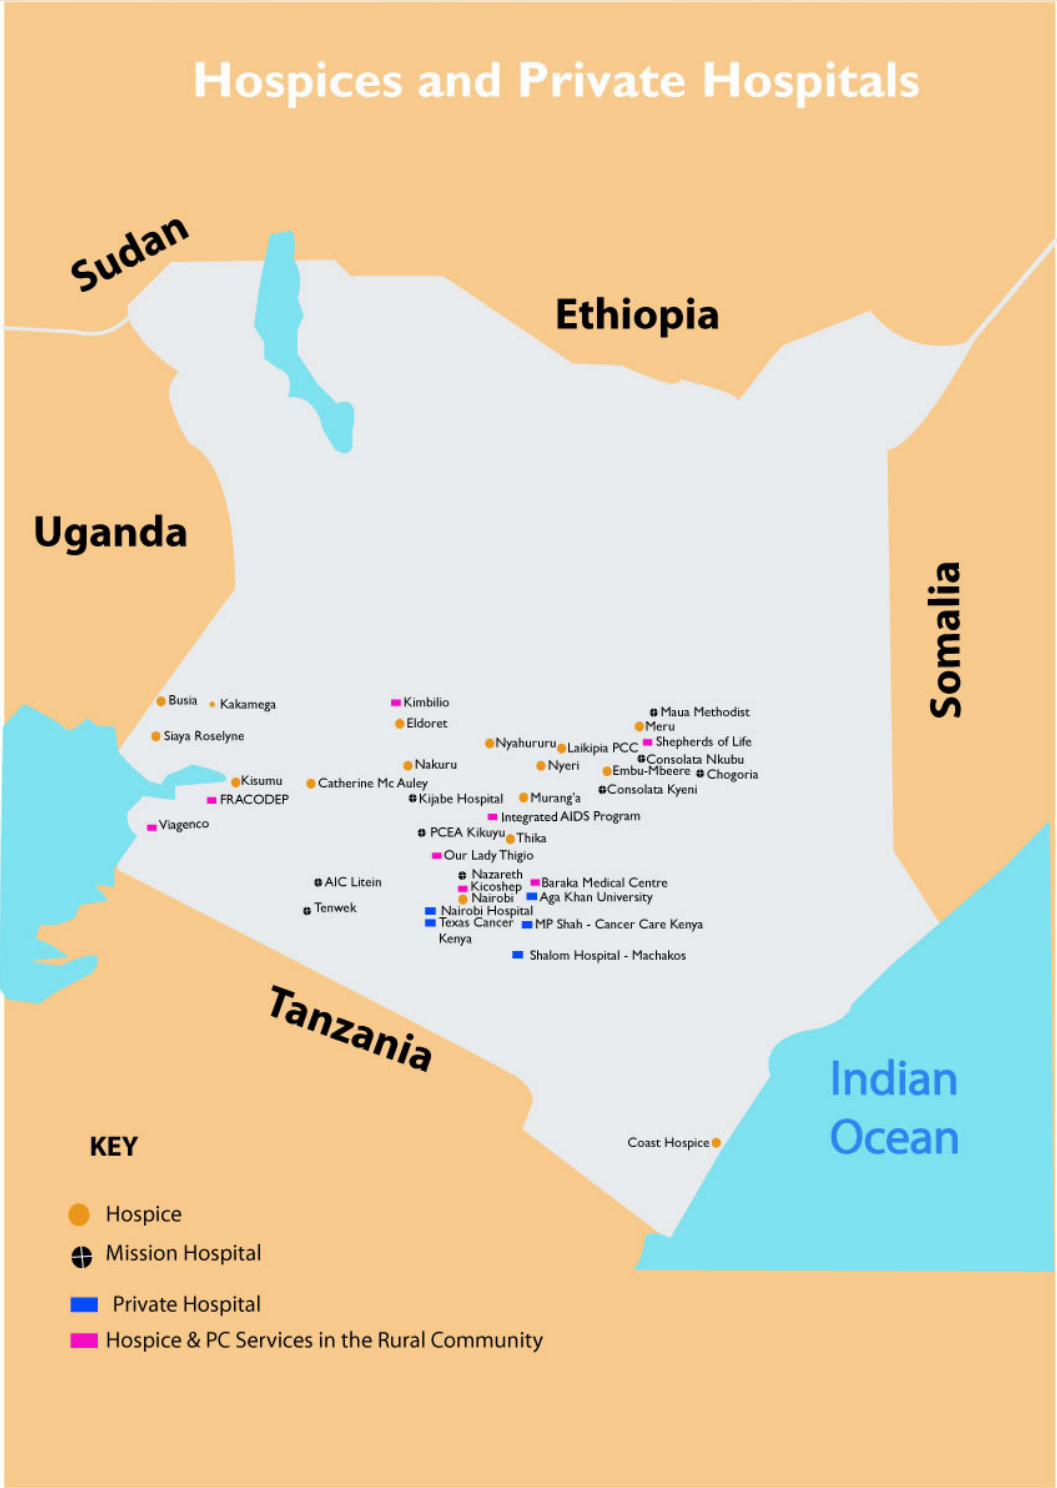 Hospices and Private Hospitals
Sudan
Ethiopia
Uganda
Somalia
Busia
Kakamega
Kimbilio
Maua Methodist
Eldoret
Meru
Siaya Roselyne
Nyahururu
Laikipia PCC
Shepherds of Life
Consolata Nkubu
Nakuru
Nyeri
Embu-Mbeere
Chogoria
Kisumu
Catherine Mc Auley
Consolata Kyeni
FRACODEP
Kijabe Hospital
Murang'a
Integrated AIDS Program
Viagenco
PCEA Kikuyu
Thika
Our Lady Thigio
Nazareth
AIC Litein
Kicoshep
Baraka Medical Centre
Nairobi
Aga Khan University
Tenwek
Nairobi Hospital
Texas Cancer
Kenya
MP Shah - Cancer Care Kenya
Shalom Hospital - Machakos
Tanzania
Indian
Ocean
Coast Hospice
KEY
Hospice
Mission Hospital
Private Hospital
Hospice & PC Services in the Rural Community